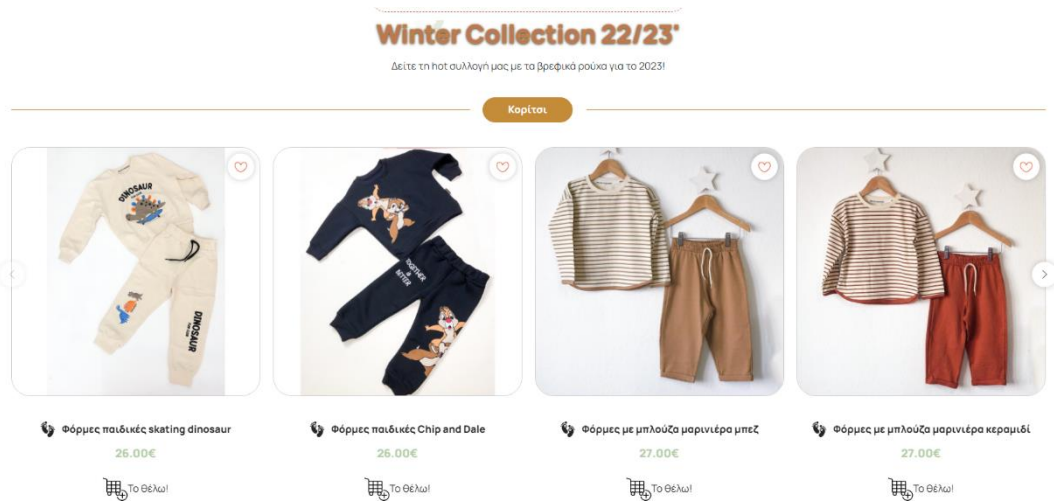 Winter Collection 22/23'
Δείτε τη hot συλλογή μας με τα βρεφικά ρούχα για το 2023!
Κορίτσι
DINOSAUR
DINOSAUR
TOGETHER
is
BETTER
Φόρμες παιδικές skating dinosaur
Φόρμες παιδικές Chip and Dale
Φόρμες με μπλούζα μαρινιέρα μπεζ
Φόρμες με μπλούζα μαρινιέρα κεραμιδί
26.00€
26.00€
27.00€
27.00€
Το θέλω!
Το θέλω!
Το θέλω!
Το θέλω!